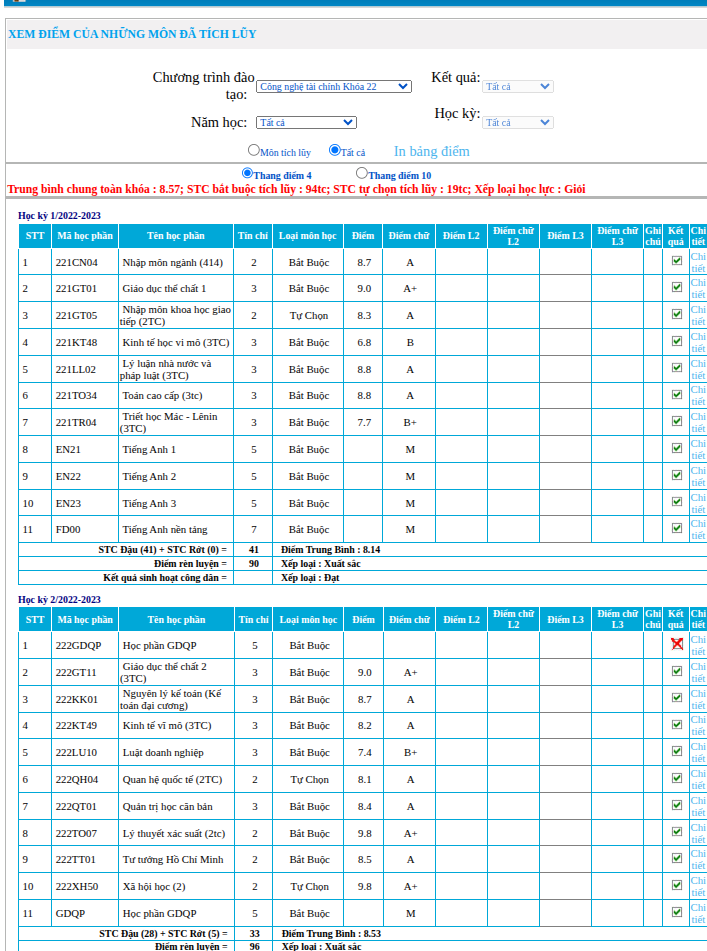 XEM ĐIỂM CỦA NHỮNG MÔN ĐÃ TÍCH LŨY
Chương trình đào tạo: Công nghệ tài chính Khóa 22 Kết quả: Tất cả
Năm học: Tất cả Học kỳ: Tất cả
Môn tích lũy Tất cả In bảng điểm
Thang điểm 4 Thang điểm 10
Trung bình chung toàn khóa : 8.57; STC bắt buộc tích lũy : 94tc; STC tự chọn tích lũy : 19tc; Xếp loại học lực : Giỏi
Học kỳ 1/2022-2023
STT Mã học phần Tên học phần Tín chỉ Loại môn học Điểm Điểm chữ Điểm L2 Điểm chữ L2 Điểm L3 Điểm chữ L3 Ghi chú Kết quả Chi tiết
1 221CN04 Nhập môn ngành (414) 2 Bắt Buộc 8.7 A Chi tiết
2 221GT01 Giáo dục thể chất 1 3 Bắt Buộc 9.0 A+ Chi tiết
3 221GT05 Nhập môn khoa học giao tiếp (2TC) 2 Tự Chọn 8.3 A Chi tiết
4 221KT48 Kinh tế học vi mô (3TC) 3 Bắt Buộc 6.8 B Chi tiết
5 221LL02 Lý luận nhà nước và pháp luật (3TC) 3 Bắt Buộc 8.8 A Chi tiết
6 221TO34 Toán cao cấp (3tc) 3 Bắt Buộc 8.8 A Chi tiết
7 221TR04 Triết học Mác - Lênin (3TC) 3 Bắt Buộc 7.7 B+ Chi tiết
8 EN21 Tiếng Anh 1 5 Bắt Buộc M Chi tiết
9 EN22 Tiếng Anh 2 5 Bắt Buộc M Chi tiết
10 EN23 Tiếng Anh 3 5 Bắt Buộc M Chi tiết
11 FD00 Tiếng Anh nền tảng 7 Bắt Buộc M Chi tiết
STC Đậu (41) + STC Rớt (0) = 41 Điểm Trung Bình : 8.14
Điểm rèn luyện = 90 Xếp loại : Xuất sắc
Kết quả sinh hoạt công dân = Xếp loại : Đạt
Học kỳ 2/2022-2023
STT Mã học phần Tên học phần Tín chỉ Loại môn học Điểm Điểm chữ Điểm L2 Điểm chữ L2 Điểm L3 Điểm chữ L3 Ghi chú Kết quả Chi tiết
1 222GDQP Học phần GDQP 5 Bắt Buộc Chi tiết
2 222GT11 Giáo dục thể chất 2 (3TC) 3 Bắt Buộc 9.0 A+ Chi tiết
3 222KK01 Nguyên lý kế toán (Kế toán đại cương) 3 Bắt Buộc 8.7 A Chi tiết
4 222KT49 Kinh tế vĩ mô (3TC) 3 Bắt Buộc 8.2 A Chi tiết
5 222LU10 Luật doanh nghiệp 3 Bắt Buộc 7.4 B+ Chi tiết
6 222QH04 Quan hệ quốc tế (2TC) 2 Tự Chọn 8.1 A Chi tiết
7 222QT01 Quản trị học căn bản 3 Bắt Buộc 8.4 A Chi tiết
8 222TO07 Lý thuyết xác suất (2tc) 2 Bắt Buộc 9.8 A+ Chi tiết
9 222TT01 Tư tưởng Hồ Chí Minh 2 Bắt Buộc 8.5 A Chi tiết
10 222XH50 Xã hội học (2) 2 Tự Chọn 9.8 A+ Chi tiết
11 GDQP Học phần GDQP 5 Bắt Buộc M Chi tiết
STC Đậu (28) + STC Rớt (5) = 33 Điểm Trung Bình : 8.53
Điểm rèn luyện = 96 Xếp loại : Xuất sắc